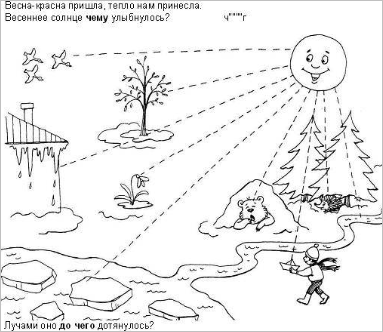 Весна-красна пришла, тепло нам принесла.
Весеннее солнце чему улыбнулось? ч""""г
Лучами оно до чего дотянулось?